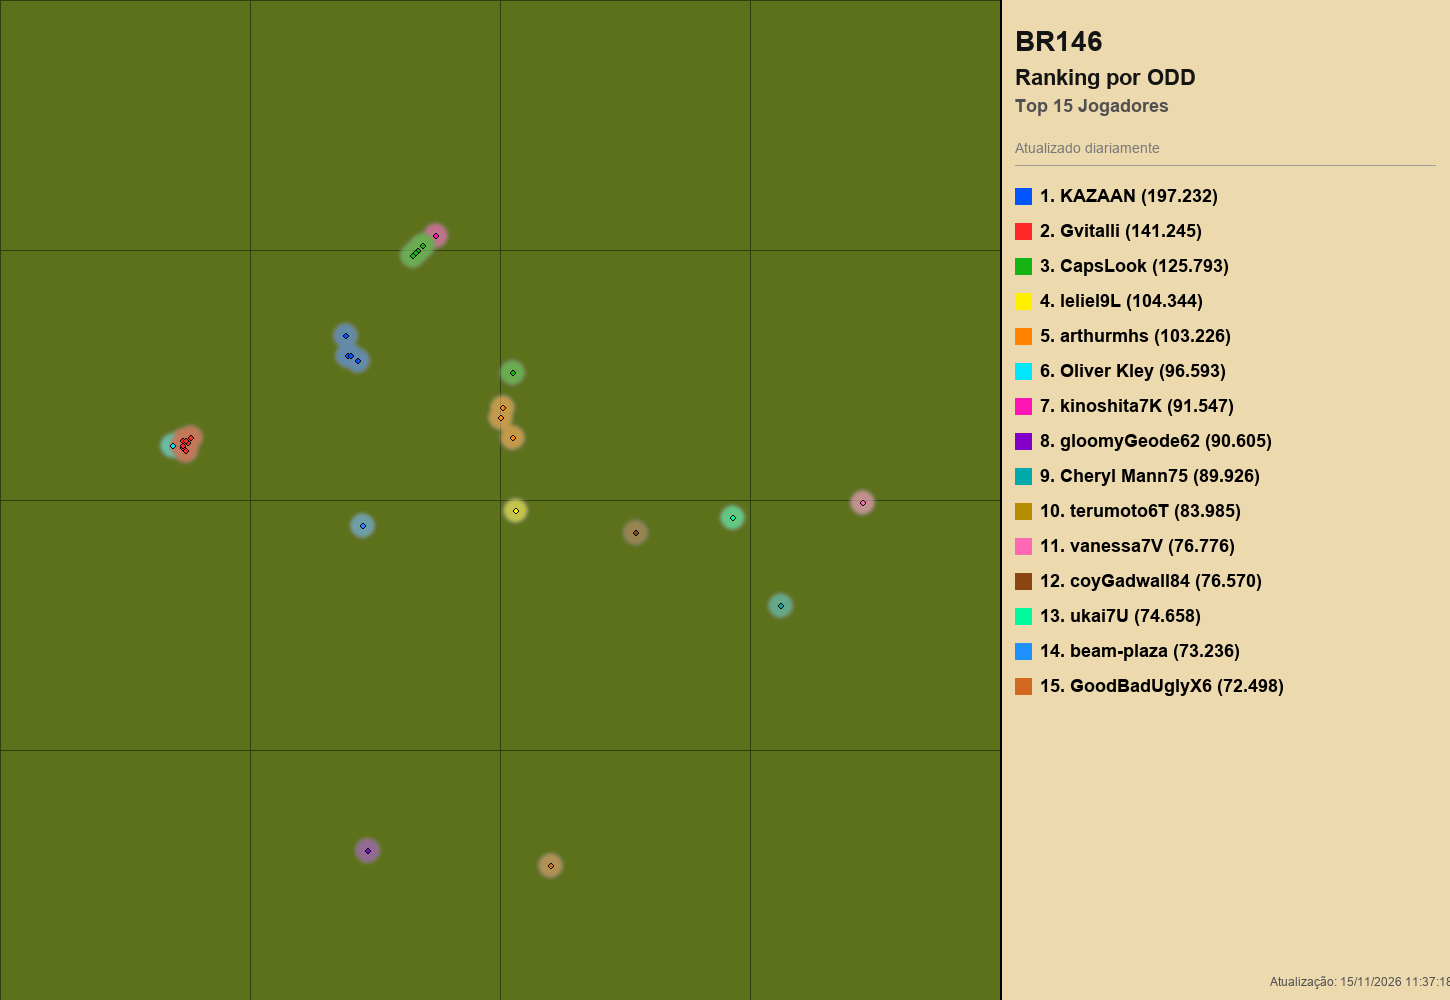 BR146
Ranking por ODD
Top 15 Jogadores
Atualizado diariamente
1. KAZAAN (197.232)
2. Gvitalli (141.245)
3. CapsLook (125.793)
4. leliel9L (104.344)
5. arthurmhs (103.226)
6. Oliver Kley (96.593)
7. kinoshita7K (91.547)
8. gloomyGeode62 (90.605)
9. Cheryl Mann75 (89.926)
10. terumoto6T (83.985)
11. vanessa7V (76.776)
12. coyGadwall84 (76.570)
13. ukai7U (74.658)
14. beam-plaza (73.236)
15. GoodBadUglyX6 (72.498)
Atualização: 15/11/2026 11:37:18